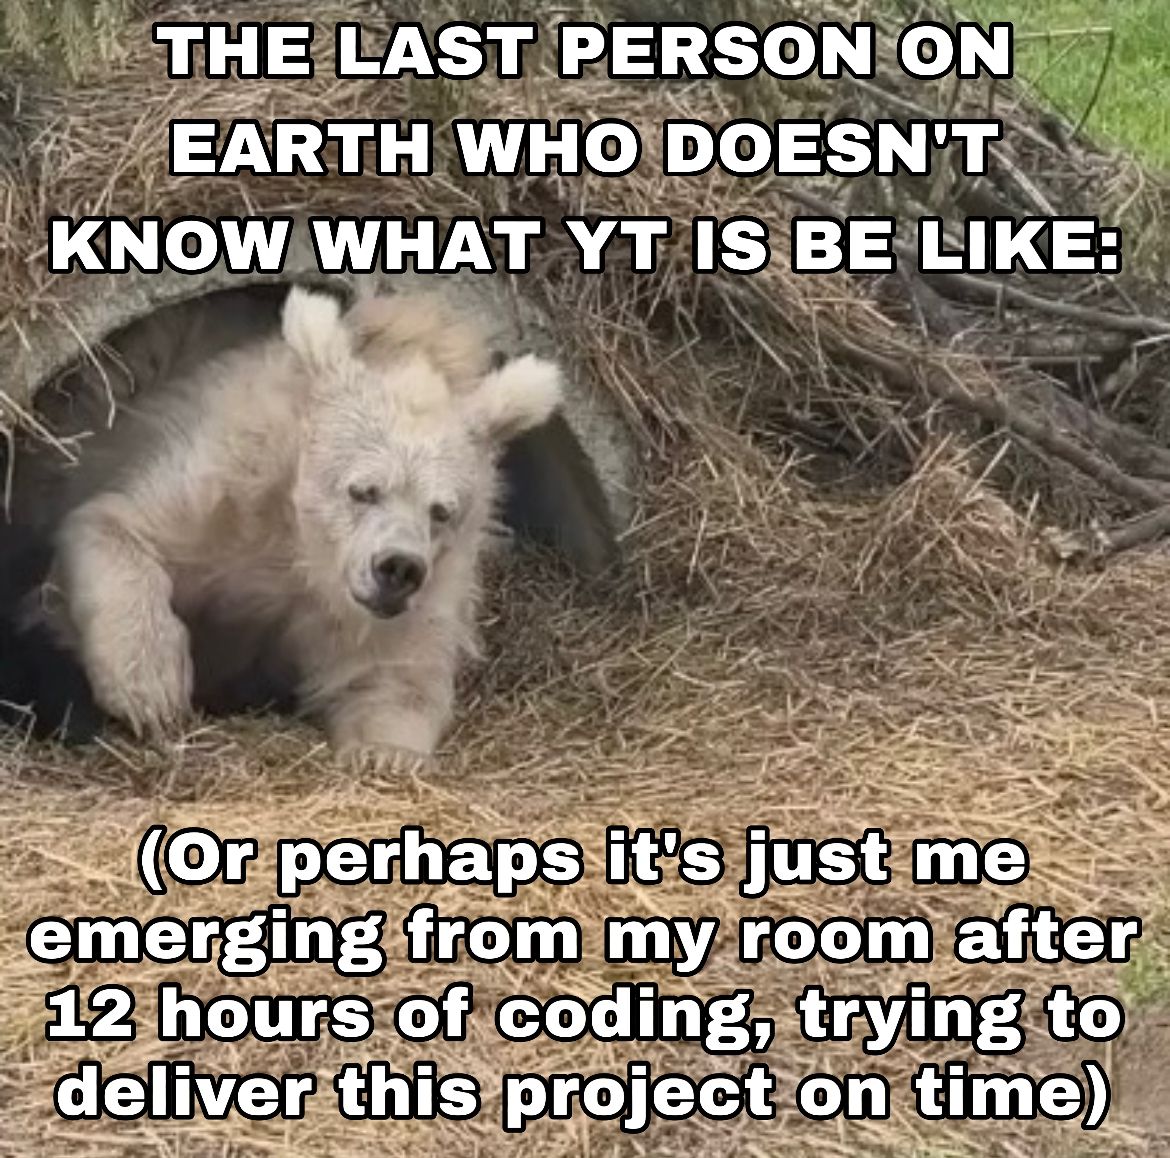 THE LAST PERSON ON
EARTH WHO DOESN'T
KNOW WHAT YT IS BE LIKE:
(Or perhaps it's just me
emerging from my room after
12 hours of coding, trying to
deliver this project on time)